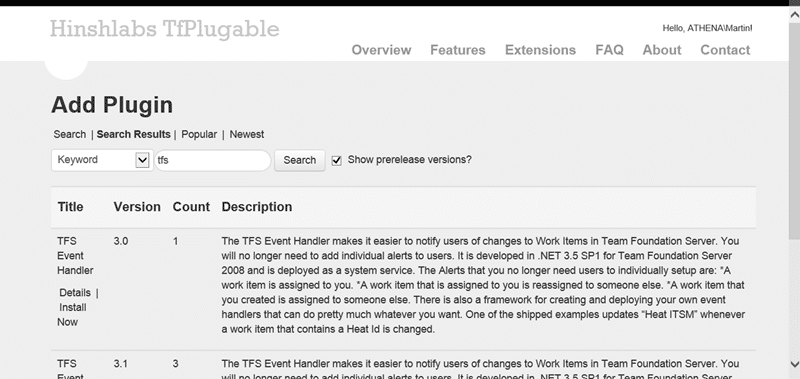 Hinshlabs TfPlugable
Hello, ATHENA\Martin!
Overview Features Extensions FAQ About Contact
Add Plugin
Search | Search Results | Popular | Newest
Keyword tfs Search Show prerelease versions?
Title Version Count Description
TFS 3.0 1 The TFS Event Handler makes it easier to notify users of changes to Work Items in Team Foundation Server. You
Event will no longer need to add individual alerts to users. It is developed in .NET 3.5 SP1 for Team Foundation Server
Handler 2008 and is deployed as a system service. The Alerts that you no longer need users to individually setup are: *A
work item is assigned to you. *A work item that is assigned to you is reassigned to someone else. *A work item that
Details | you created is assigned to someone else. There is also a framework for creating and deploying your own event
Install handlers that can do pretty much whatever you want. One of the shipped examples updates “Heat ITSM” whenever
Now a work item that contains a Heat Id is changed.
TFS 3.1 3 The TFS Event Handler makes it easier to notify users of changes to Work Items in Team Foundation Server. You
Event will no longer need to add individual alerts to users. It is developed in .NET 3.5 SP1 for Team Foundation Server